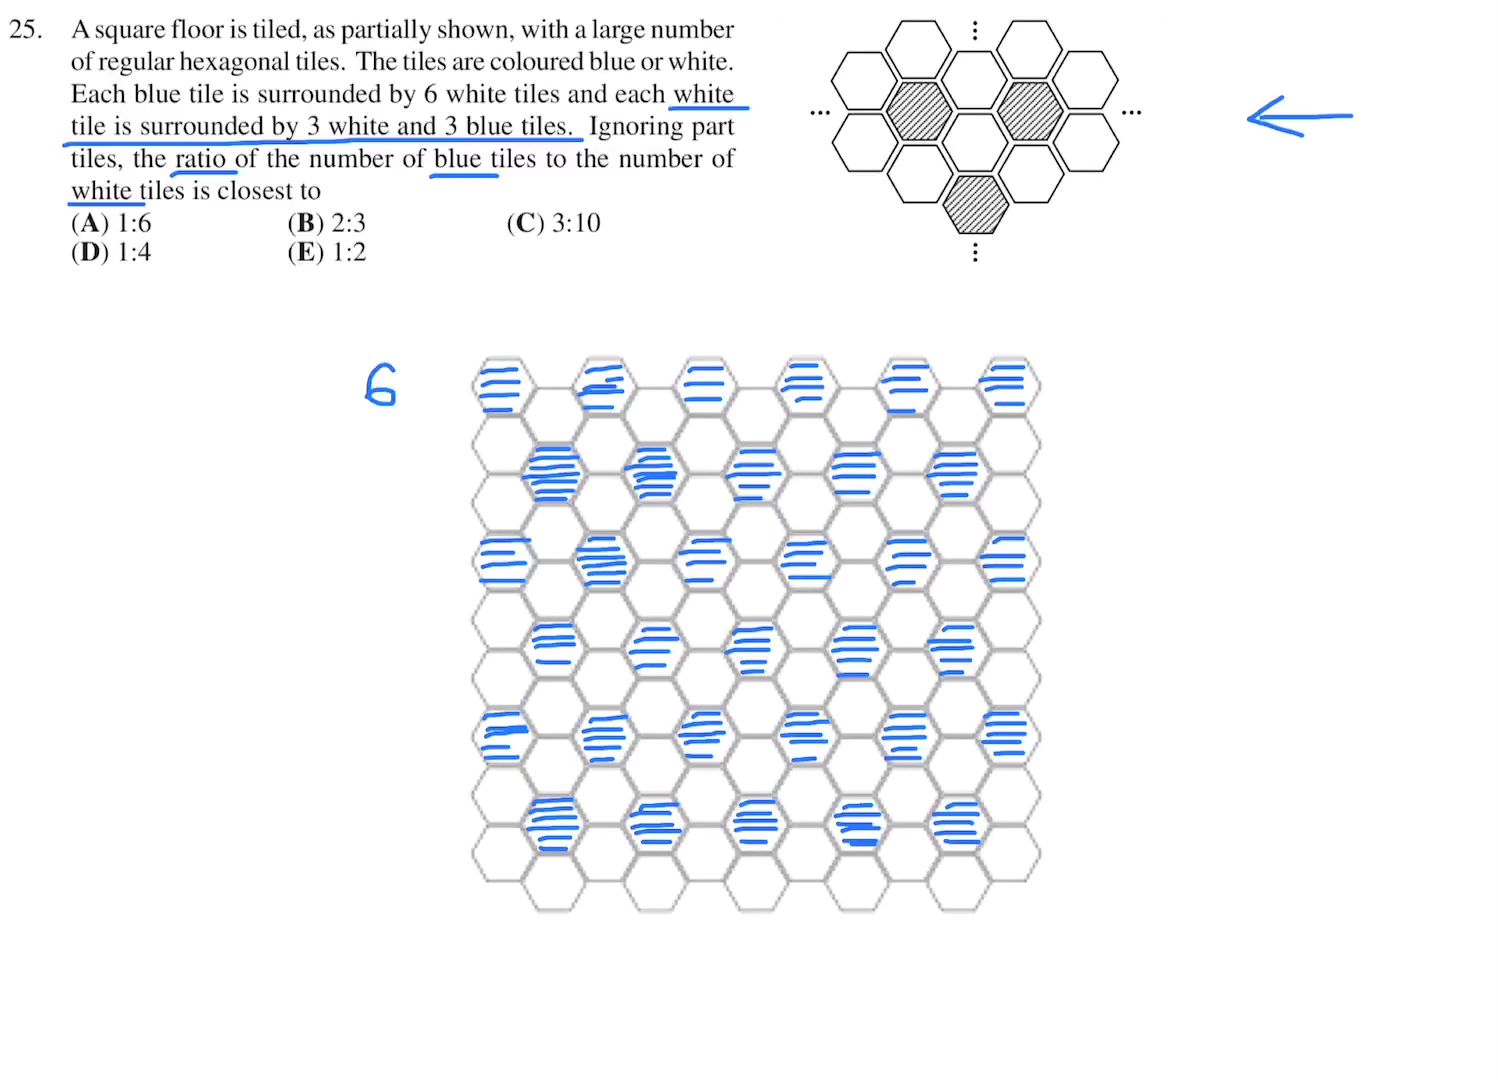 25. A square floor is tiled, as partially shown, with a large number
of regular hexagonal tiles. The tiles are coloured blue or white.
Each blue tile is surrounded by 6 white tiles and each white
tile is surrounded by 3 white and 3 blue tiles. Ignoring part
tiles, the ratio of the number of blue tiles to the number of
white tiles is closest to
(A) 1:6 (B) 2:3 (C) 3:10
(D) 1:4 (E) 1:2
6